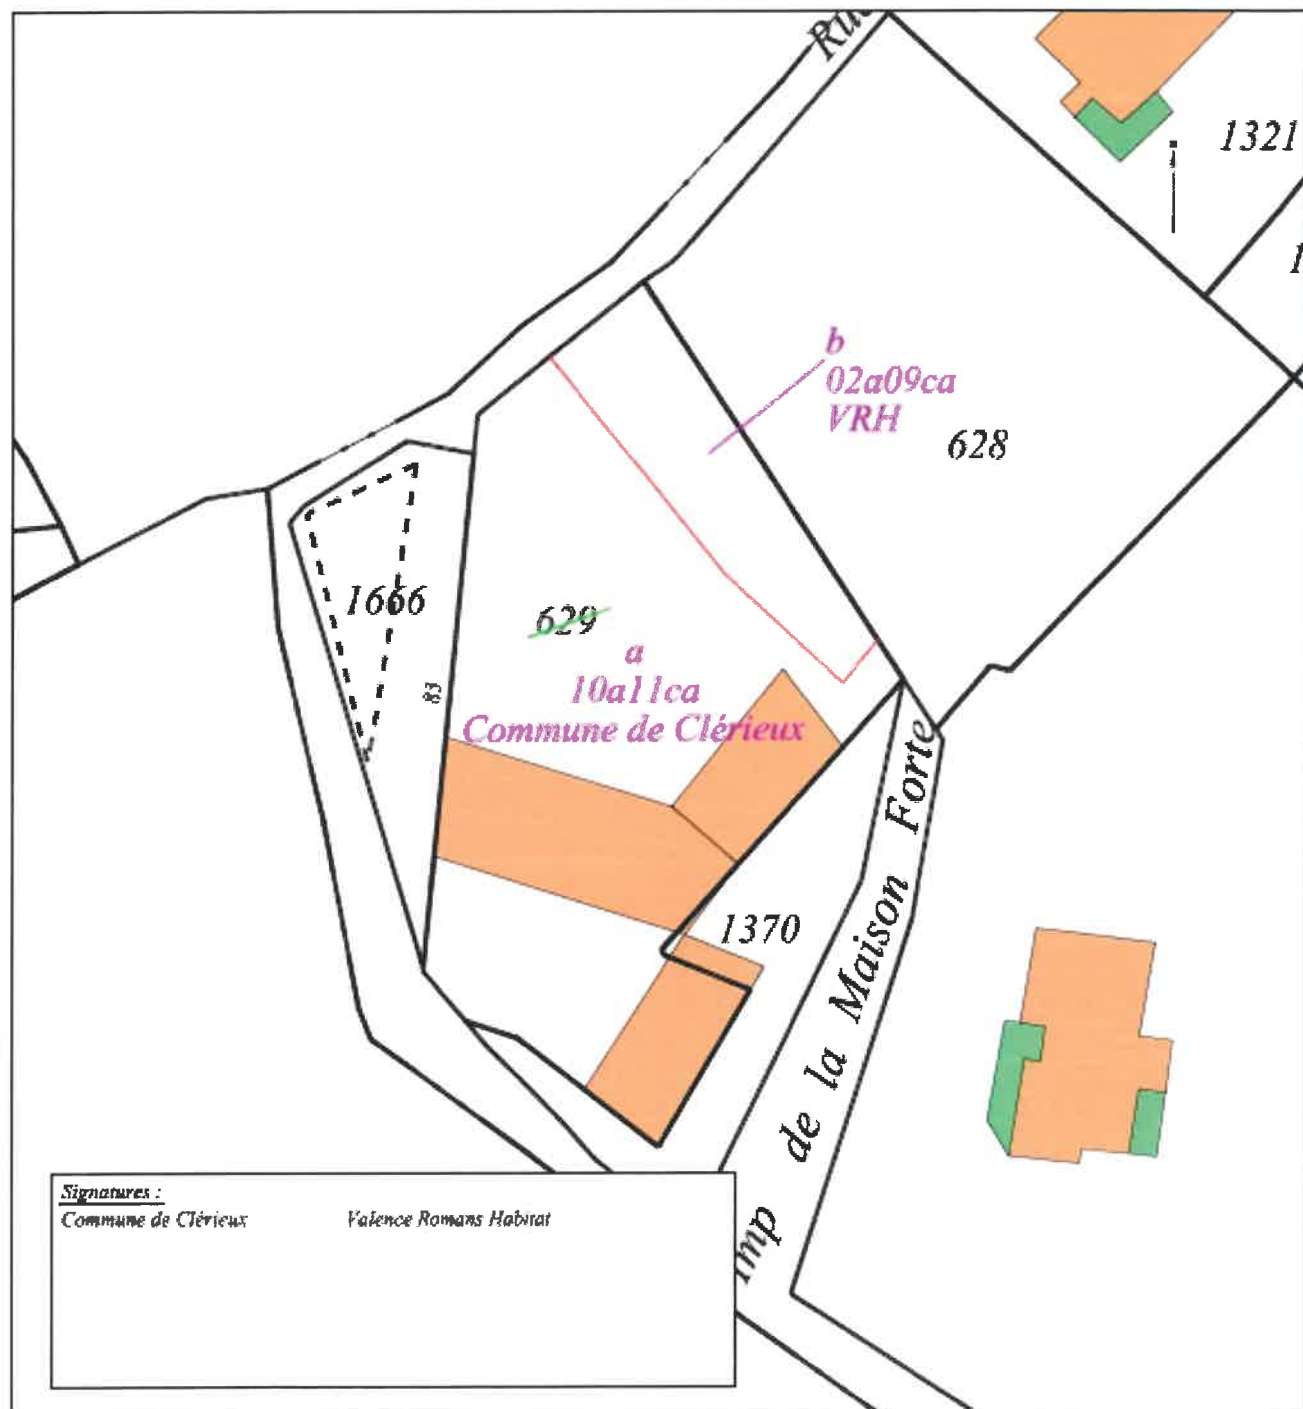 1321
b
02a09ca
VRH
628
1666
629
a
10a11ca
Commune de Clérieux
83
1370
Imp de la Maison Forte
Signatures :
Commune de Clérieux
Valence Romans Habitat